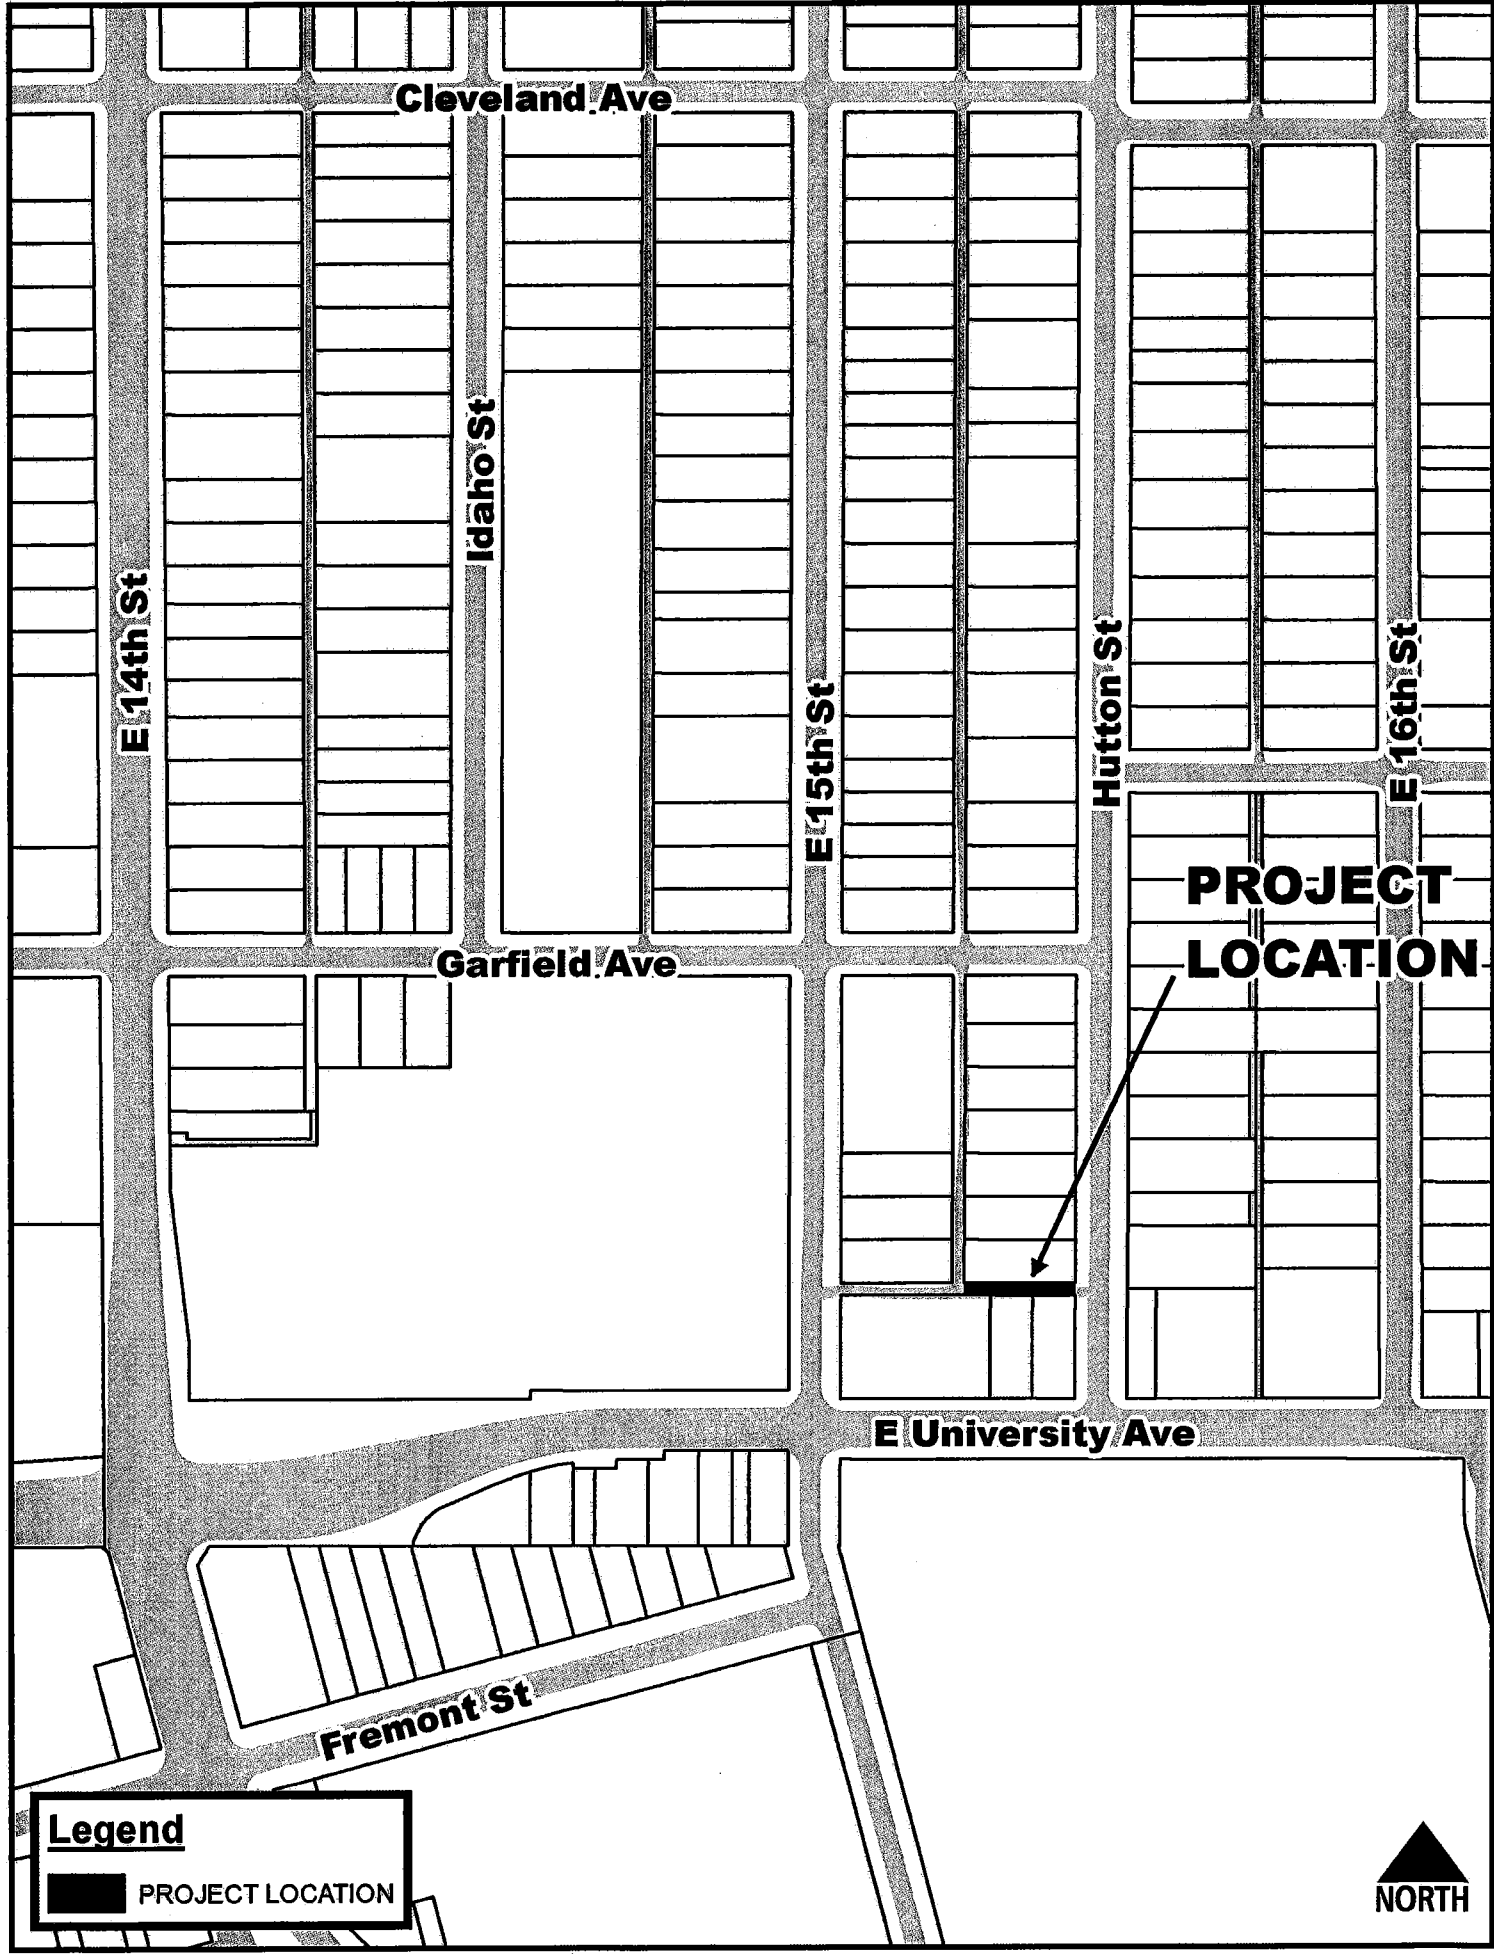 Cleveland Ave
Idaho St
E 14th St
Hutton St
E 16th St
E 15th St
PROJECT
LOCATION
Garfield Ave
E University Ave
Fremont St
Legend
PROJECT LOCATION
NORTH